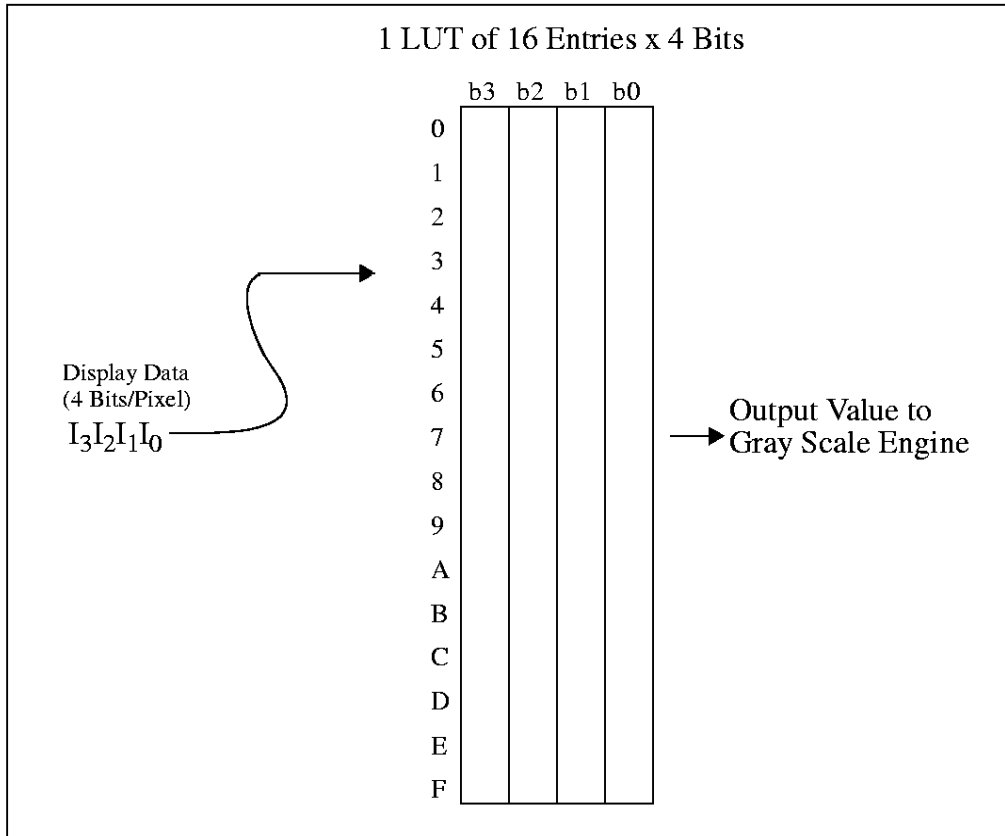 1 LUT of 16 Entries x 4 Bits
b3 b2 b1 b0
0
1
2
3
4
5
6
7
8
9
A
B
C
D
E
F
Display Data
(4 Bits/Pixel)
I₃I₂I₁I₀
Output Value to
Gray Scale Engine